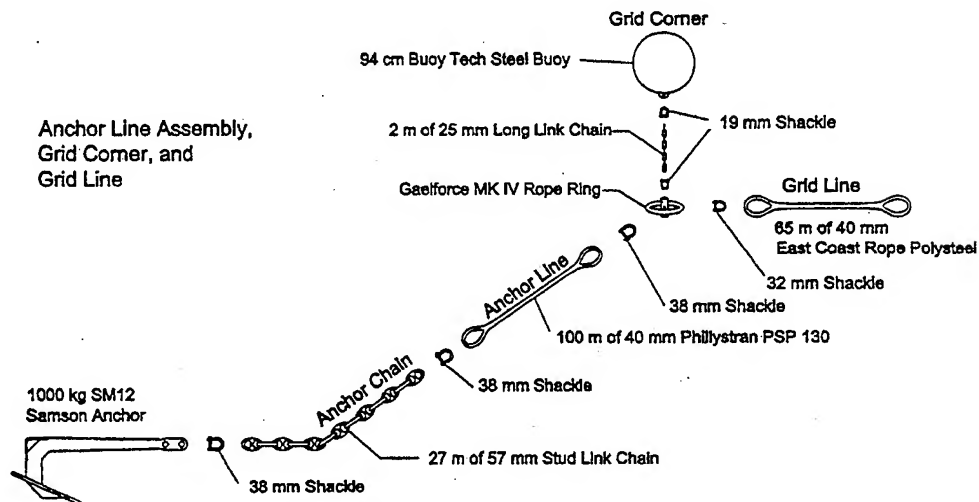 Grid Corner
94 cm Buoy Tech Steel Buoy
Anchor Line Assembly,
Grid Corner, and
Grid Line
19 mm Shackle
2 m of 25 mm Long Link Chain
Gaelforce MK IV Rope Ring
Grid Line
65 m of 40 mm
East Coast Rope Polysteel
32 mm Shackle
38 mm Shackle
Anchor Line
100 m of 40 mm Phillystran PSP 130
38 mm Shackle
Anchor Chain
1000 kg SM12
Samson Anchor
27 m of 57 mm Stud Link Chain
38 mm Shackle